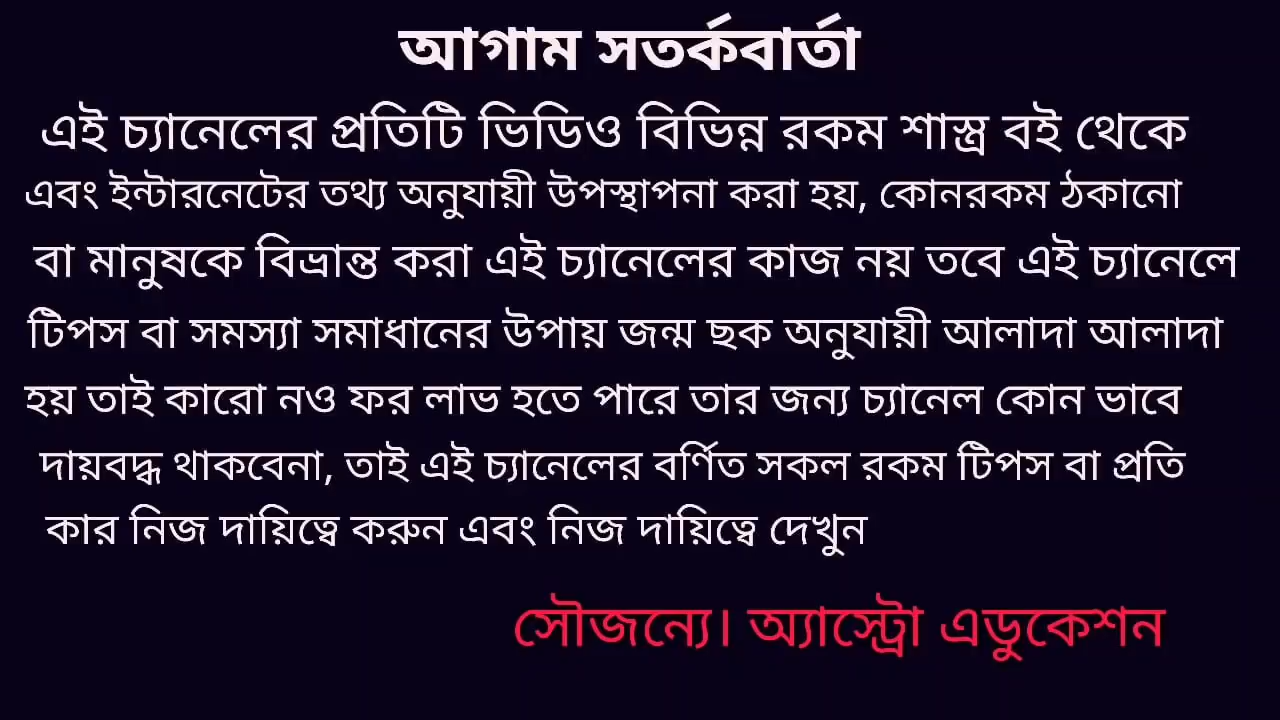 আগাম সতর্কবার্তা
এই চ্যানেলের প্রতিটি ভিডিও বিভিন্ন রকম শাস্ত্র বই থেকে
এবং ইন্টারনেটের তথ্য অনুযায়ী উপস্থাপনা করা হয়, কোনরকম ঠকানো
বা মানুষকে বিভ্রান্ত করা এই চ্যানেলের কাজ নয় তবে এই চ্যানেলে
টিপস বা সমস্যা সমাধানের উপায় জন্ম ছক অনুযায়ী আলাদা আলাদা
হয় তাই কারো নও ফর লাভ হতে পারে তার জন্য চ্যানেল কোন ভাবে
দায়বদ্ধ থাকবেনা, তাই এই চ্যানেলের বর্ণিত সকল রকম টিপস বা প্রতি
কার নিজ দায়িত্বে করুন এবং নিজ দায়িত্বে দেখুন
সৌজন্যে। অ্যাস্ট্রো এডুকেশন